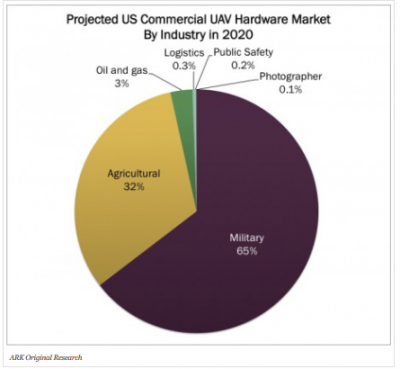 Projected US Commercial UAV Hardware Market
By Industry in 2020
Logistics
0.3%
Public Safety
0.2%
Oil and gas
3%
Photographer
0.1%
Agricultural
32%
Military
65%
ARK Original Research